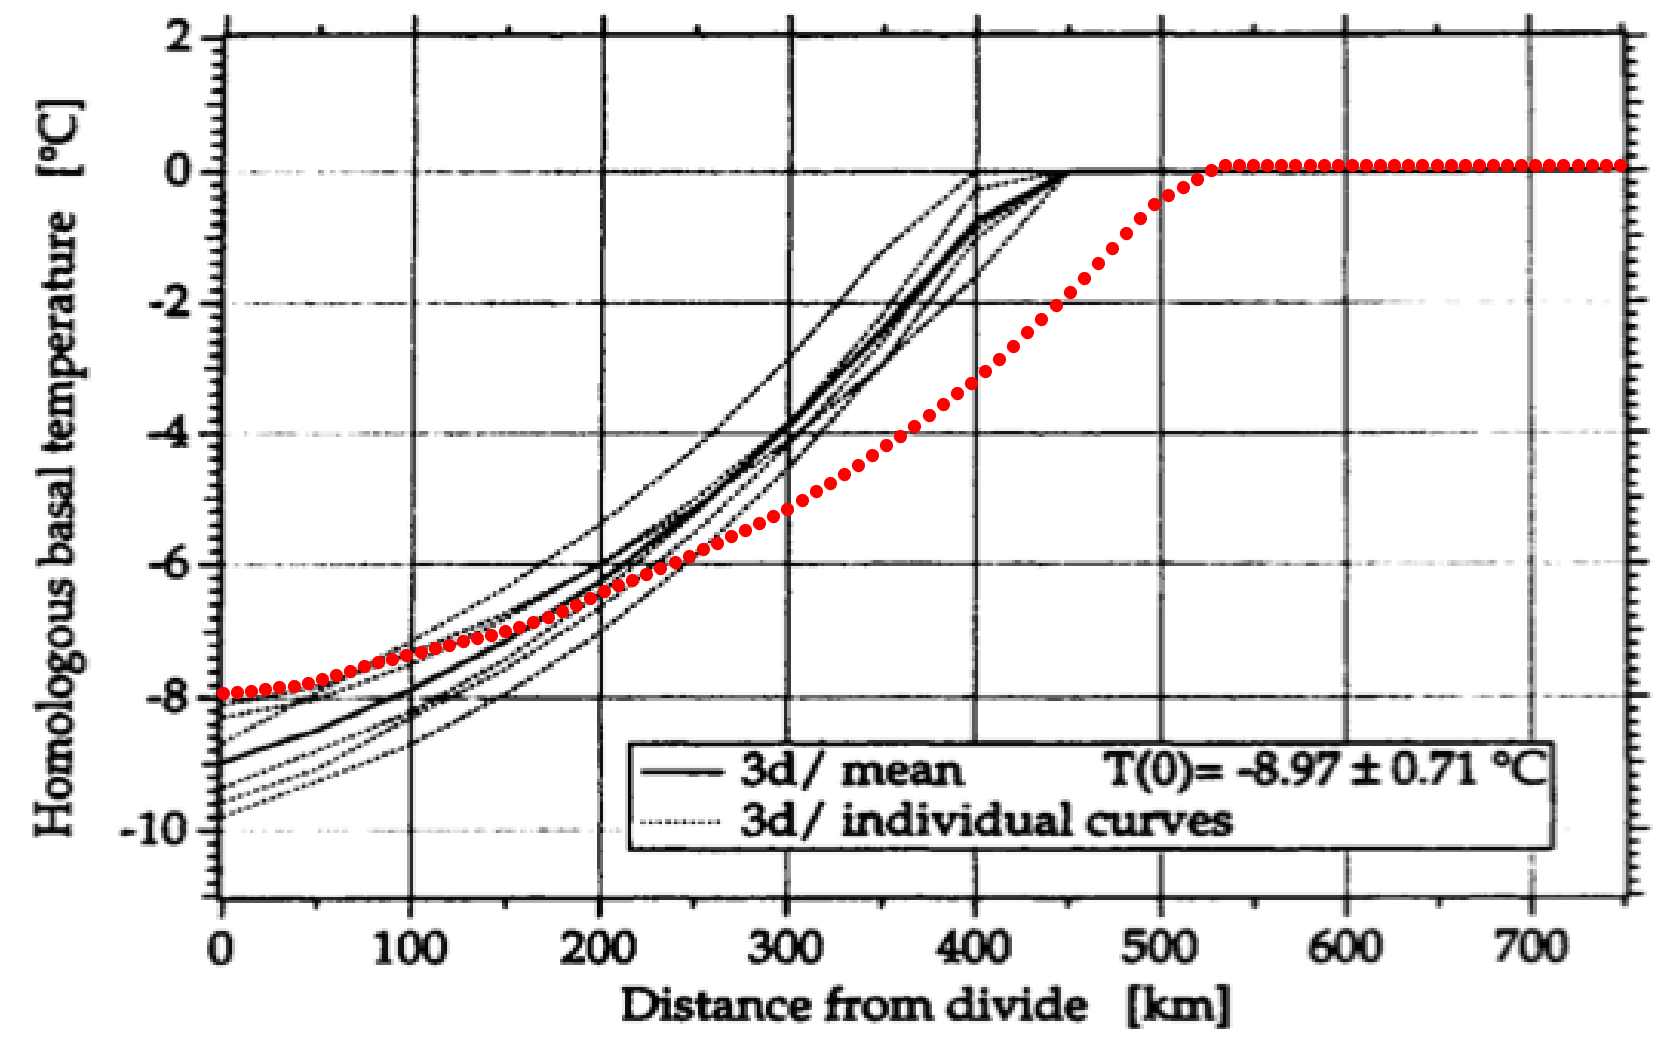 Homologous basal temperature [°C]
2
0
-2
-4
-6
-8
-10
3d/ mean T(0)= -8.97 ± 0.71 °C
3d/ individual curves
0 100 200 300 400 500 600 700
Distance from divide [km]